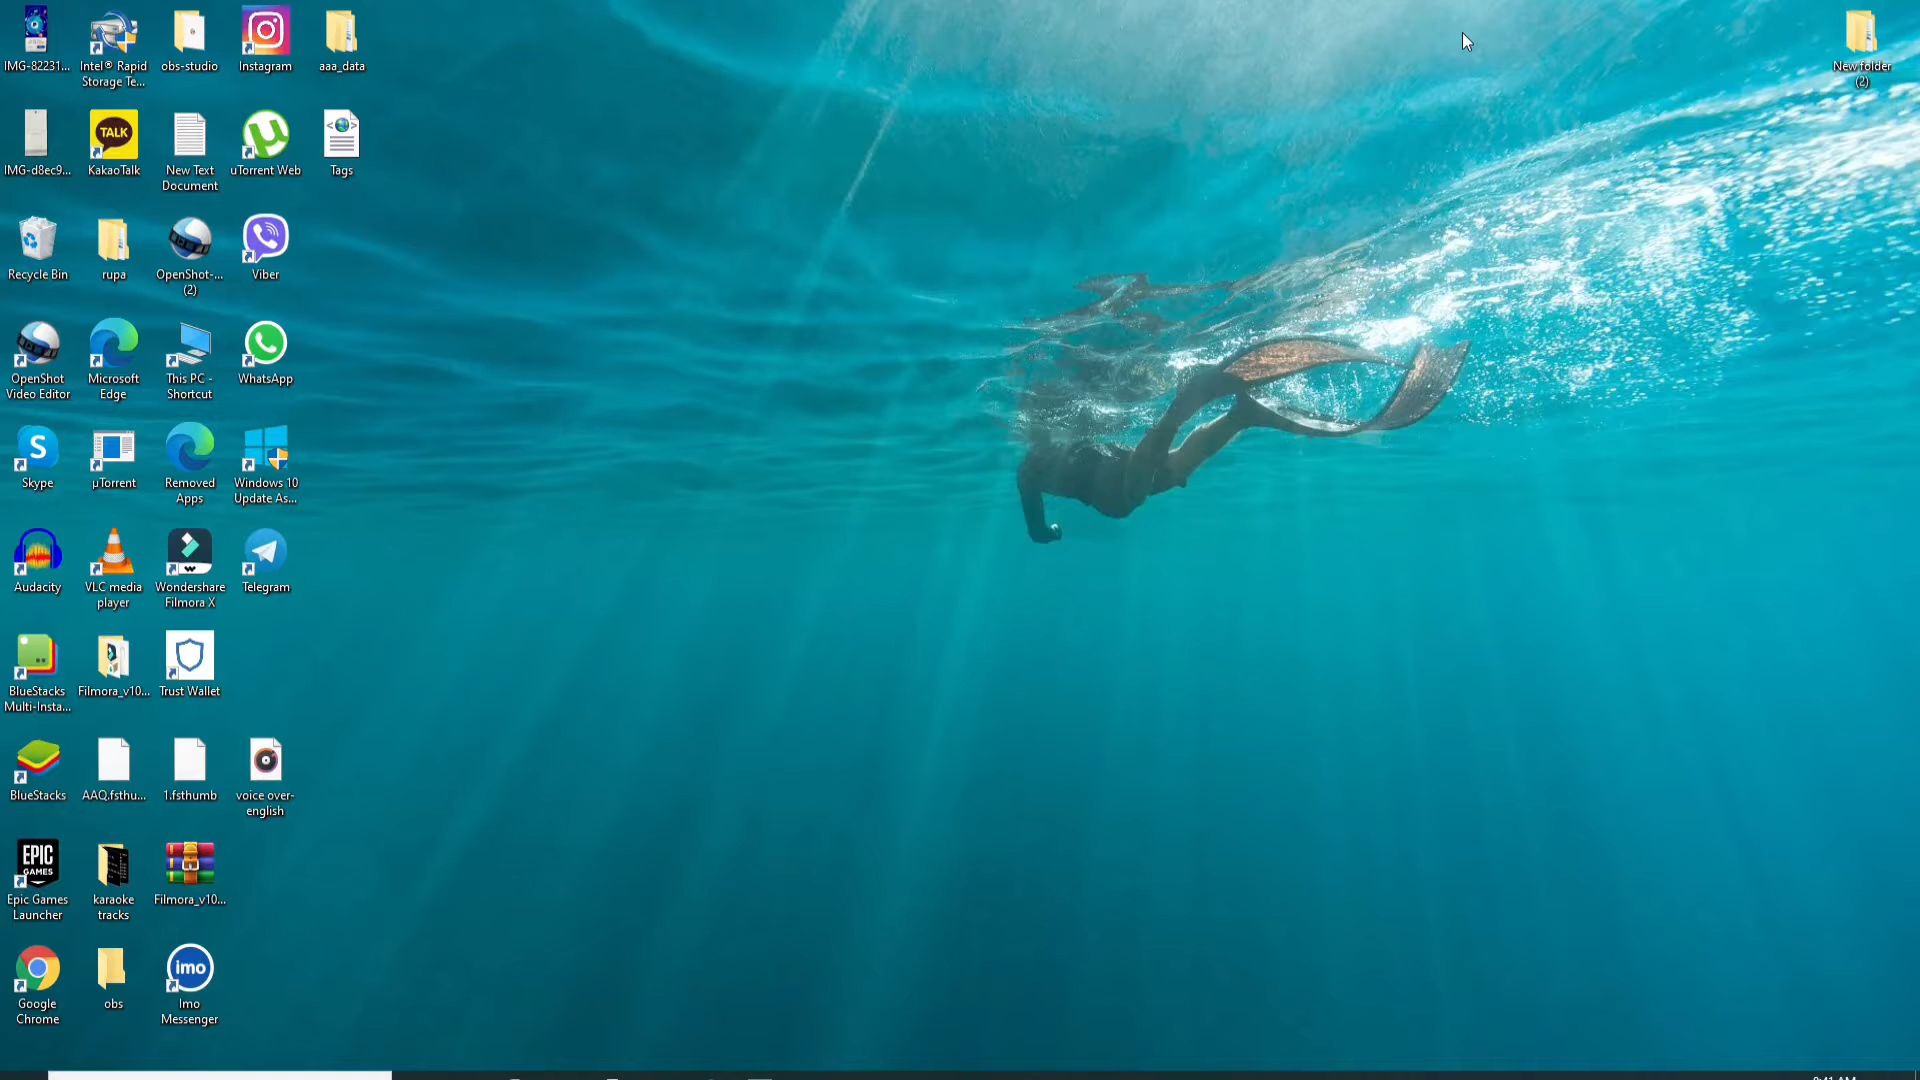 IMG-82231...
Intel® Rapid
Storage Te...
obs-studio
Instagram
aaa_data
New folder
(2)
IMG-d8ec9...
TALK
KakaoTalk
New Text
Document
uTorrent Web
Tags
Recycle Bin
rupa
OpenShot-...
(2)
Viber
OpenShot
Video Editor
Microsoft
Edge
This PC -
Shortcut
WhatsApp
S
Skype
µTorrent
Removed
Apps
Windows 10
Update As...
Audacity
VLC media
player
Wondershare
Filmora X
Telegram
BlueStacks
Multi-Insta...
Filmora_v10...
Trust Wallet
BlueStacks
AAQ.fsthu...
1.fsthumb
voice over-
english
EPIC
GAMES
Epic Games
Launcher
karaoke
tracks
Filmora_v10...
Google
Chrome
obs
imo
Imo
Messenger